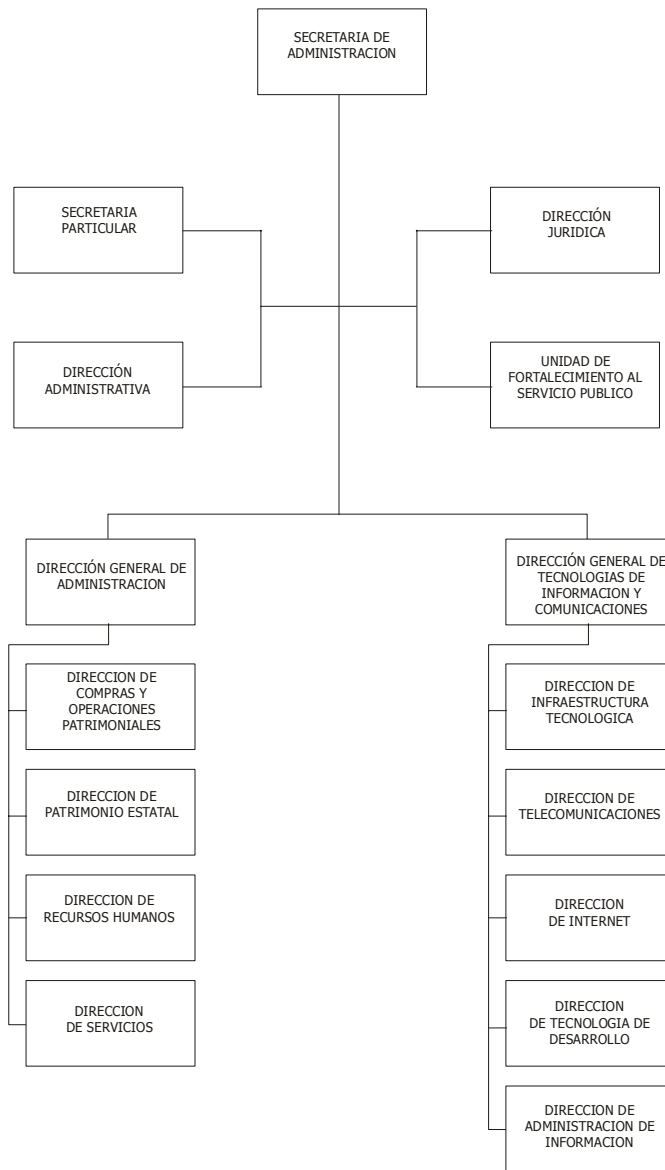 SECRETARIA DE
ADMINISTRACION
SECRETARIA
PARTICULAR
DIRECCIÓN
JURIDICA
DIRECCIÓN
ADMINISTRATIVA
UNIDAD DE
FORTALECIMIENTO AL
SERVICIO PUBLICO
DIRECCIÓN GENERAL DE
ADMINISTRACION
DIRECCION DE
COMPRAS Y
OPERACIONES
PATRIMONIALES
DIRECCION DE
PATRIMONIO ESTATAL
DIRECCION DE
RECURSOS HUMANOS
DIRECCION
DE SERVICIOS
DIRECCIÓN GENERAL DE
TECNOLOGIAS DE
INFORMACION Y
COMUNICACIONES
DIRECCION DE
INFRAESTRUCTURA
TECNOLOGICA
DIRECCION DE
TELECOMUNICACIONES
DIRECCION
DE INTERNET
DIRECCION
DE TECNOLOGIA DE
DESARROLLO
DIRECCION DE
ADMINISTRACION DE
INFORMACION